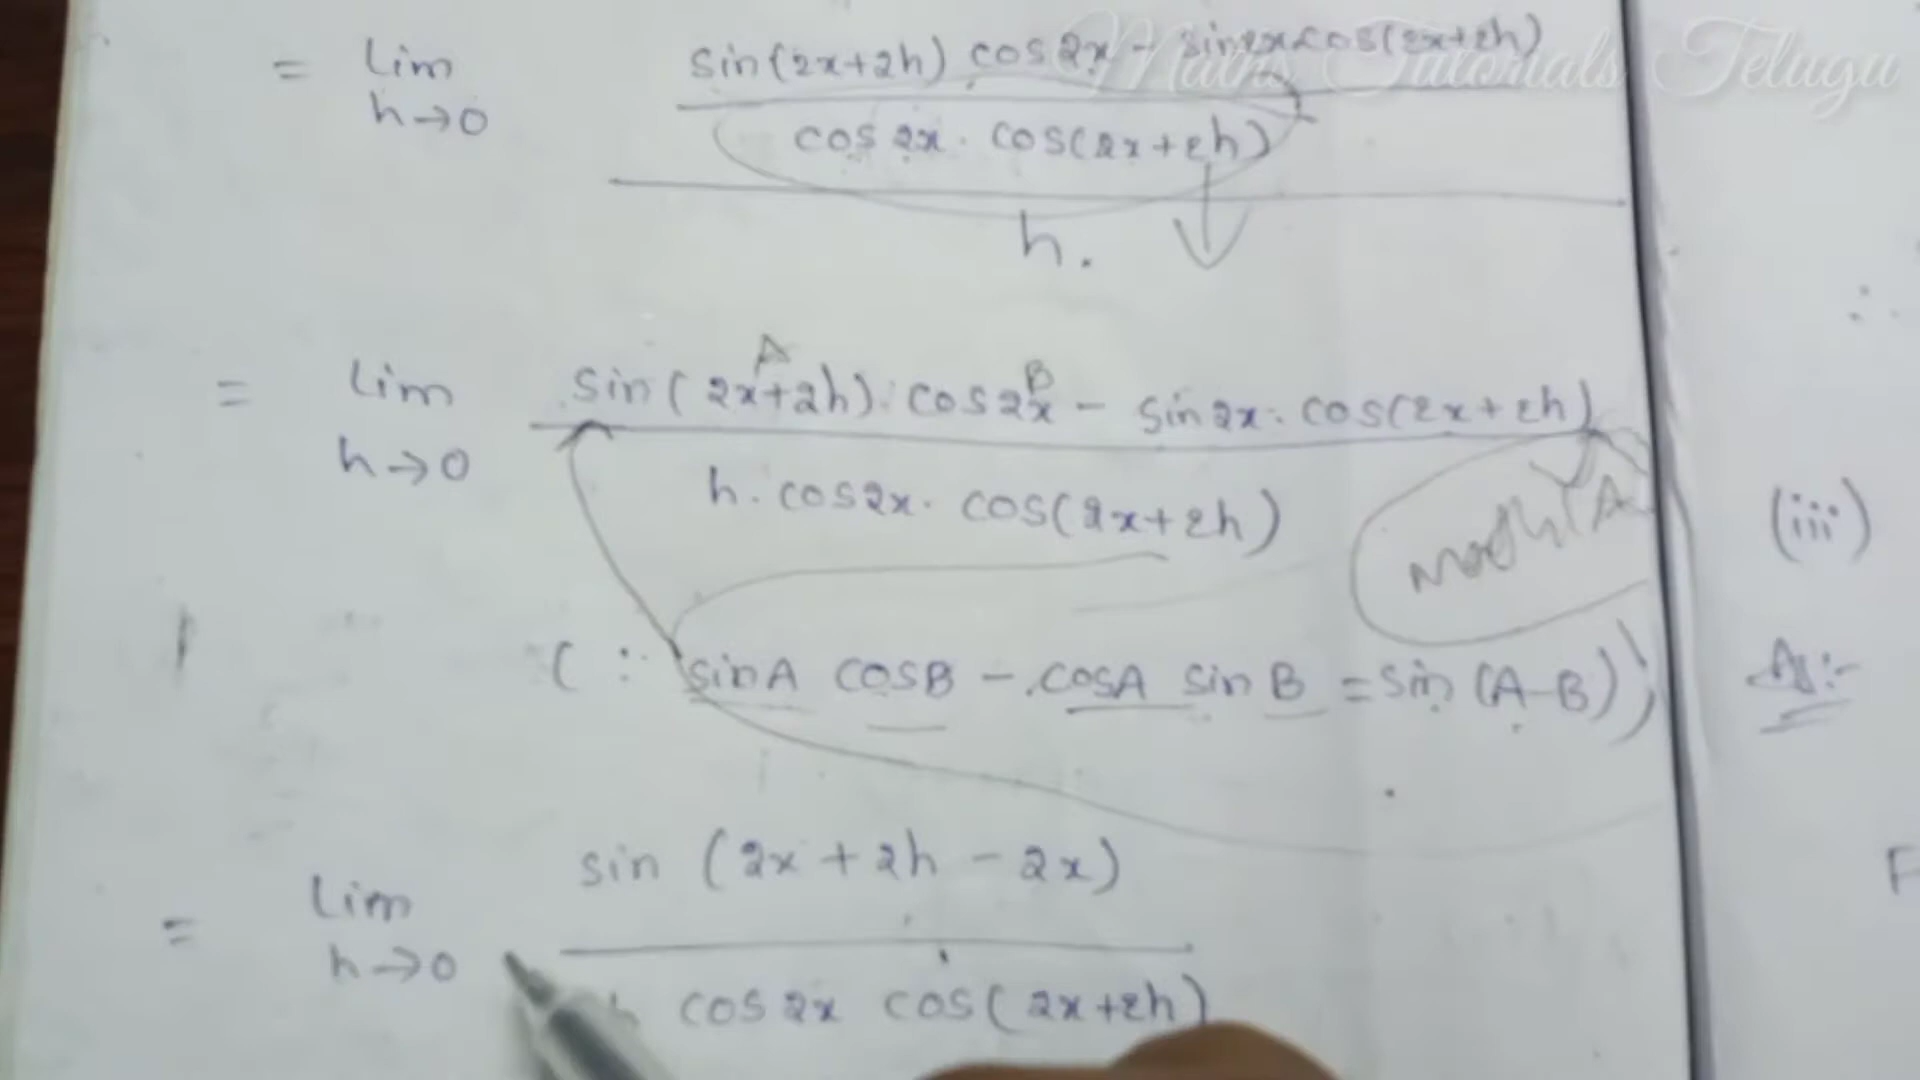 Maths Tutorials Telugu
= Lim h→0 sin(2x+2h) cos2x - sin2x cos(2x+2h)
cos 2x . cos(2x+2h)
h.
A B
= Lim h→0 sin(2x+2h). cos2x - sin2x. cos(2x+2h)
h. cos2x. cos(2x+2h)
(∵ sinA cosB - cosA sinB = sin(A-B))
(iii)
= Lim h→0 sin (2x + 2h - 2x)
h cos 2x cos(2x+2h)